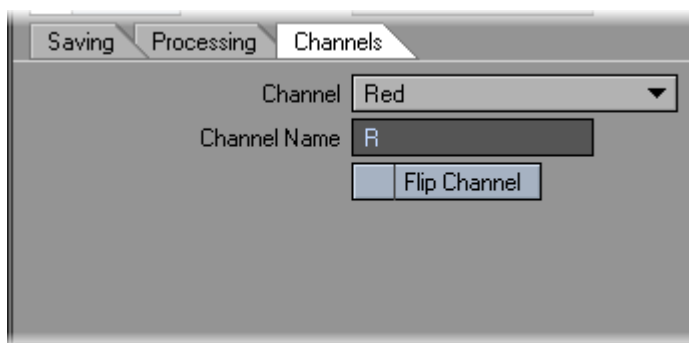 Saving Processing Channels
Channel Red
Channel Name R
Flip Channel